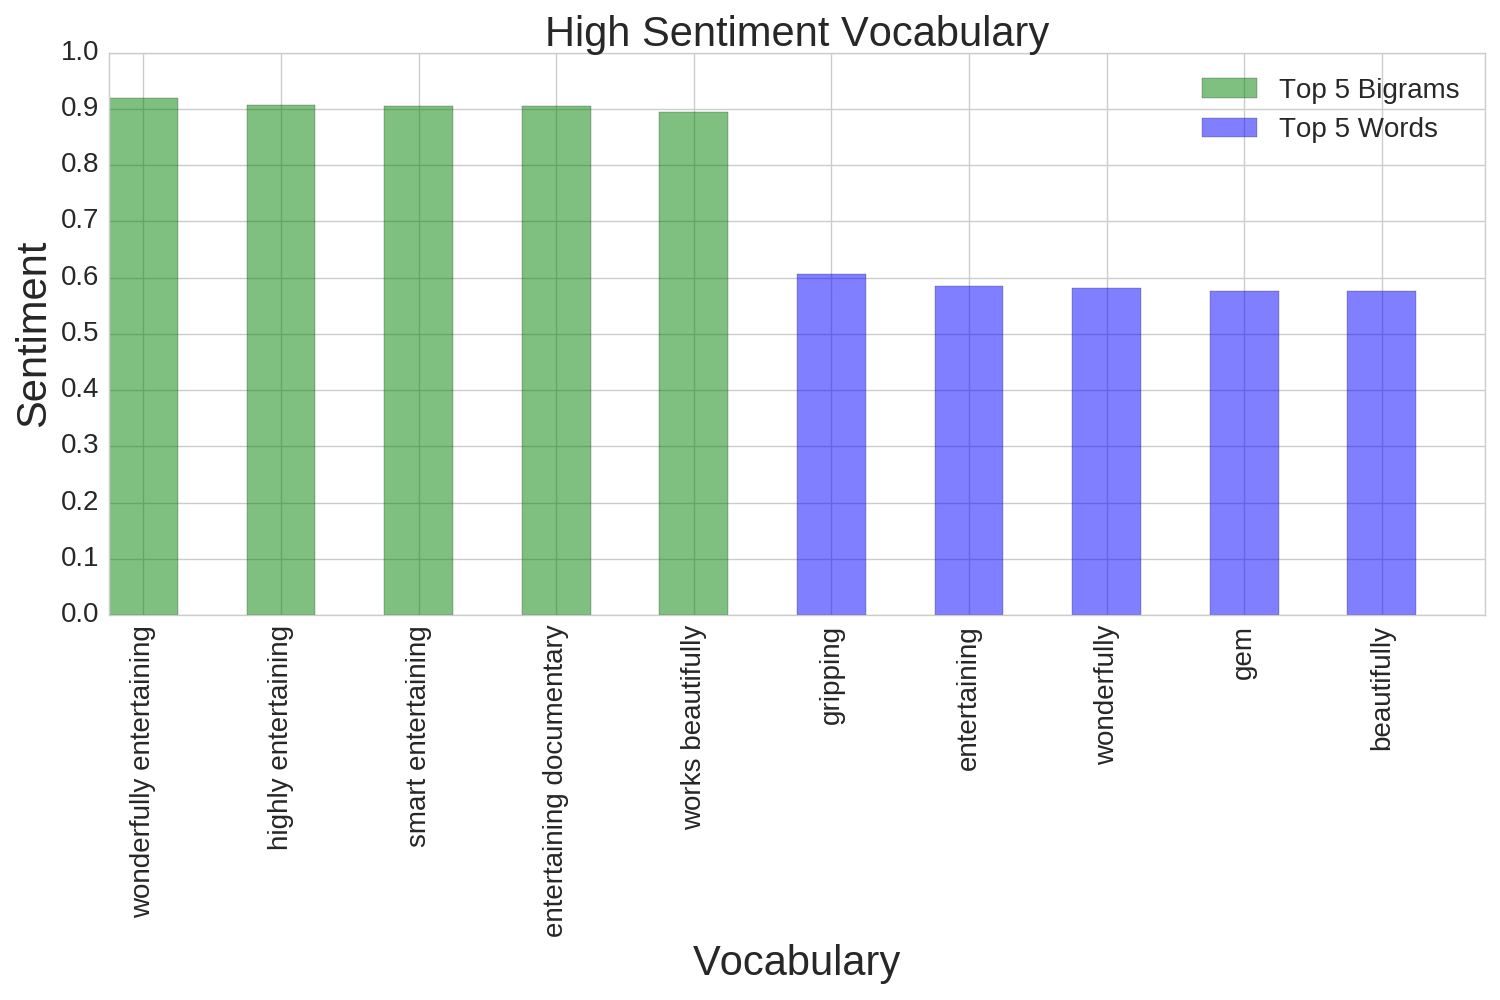 High Sentiment Vocabulary
Top 5 Bigrams
Top 5 Words
Sentiment
1.0
0.9
0.8
0.7
0.6
0.5
0.4
0.3
0.2
0.1
0.0
wonderfully entertaining
highly entertaining
smart entertaining
entertaining documentary
works beautifully
gripping
entertaining
wonderfully
gem
beautifully
Vocabulary